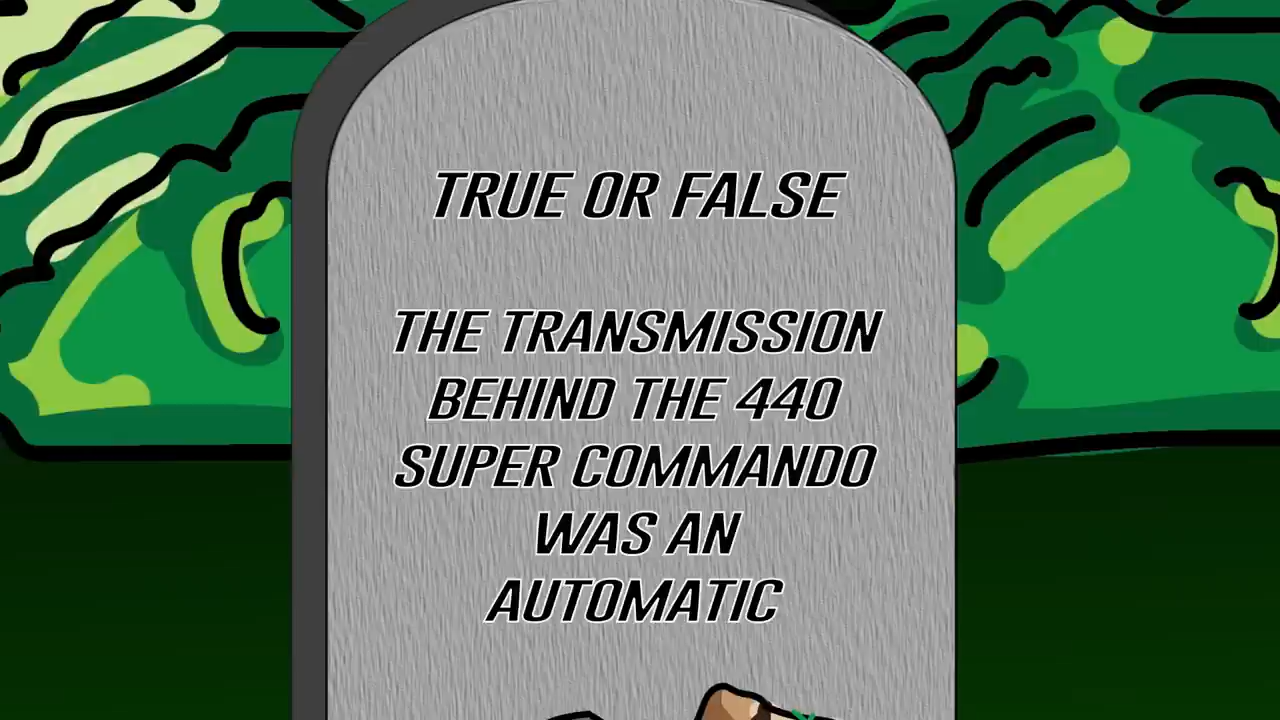 TRUE OR FALSE
THE TRANSMISSION
BEHIND THE 440
SUPER COMMANDO
WAS AN
AUTOMATIC